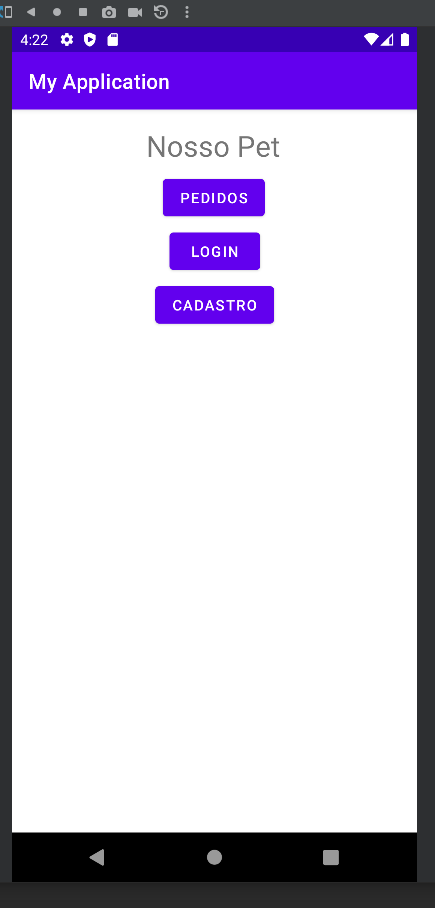 4:22
My Application
Nosso Pet
PEDIDOS
LOGIN
CADASTRO